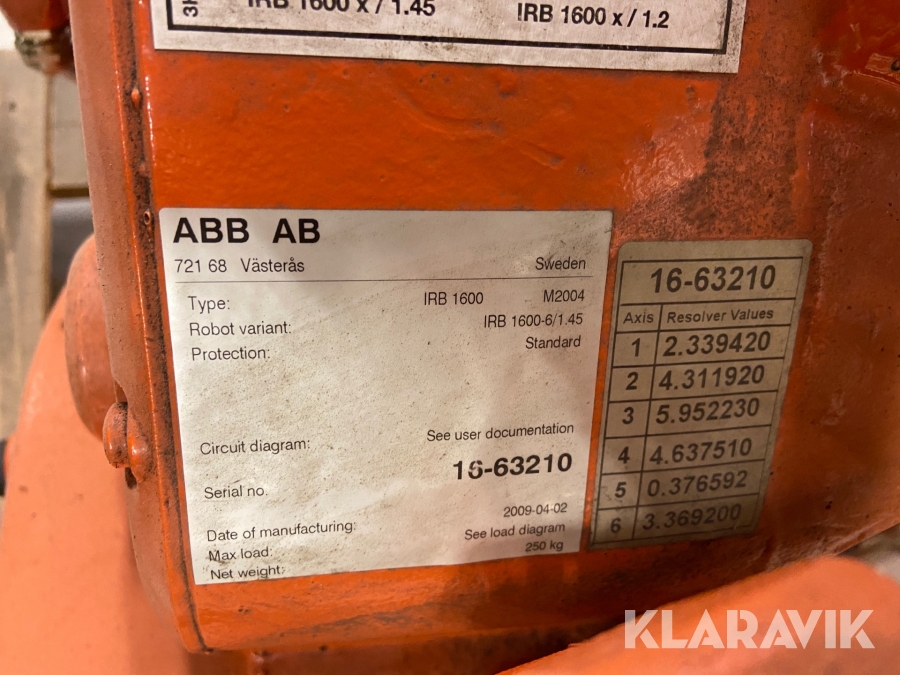 IRB 1600 x / 1.45
IRB 1600 x / 1.2
ABB AB
721 68 Västerås Sweden
Type: IRB 1600 M2004
Robot variant: IRB 1600-6/1.45
Protection: Standard
Circuit diagram: See user documentation
Serial no. 16-63210
Date of manufacturing: 2009-04-02
Max load: See load diagram
Net weight: 250 kg
16-63210
Axis Resolver Values
1 2.339420
2 4.311920
3 5.952230
4 4.637510
5 0.376592
6 3.369200
KLARAVIK